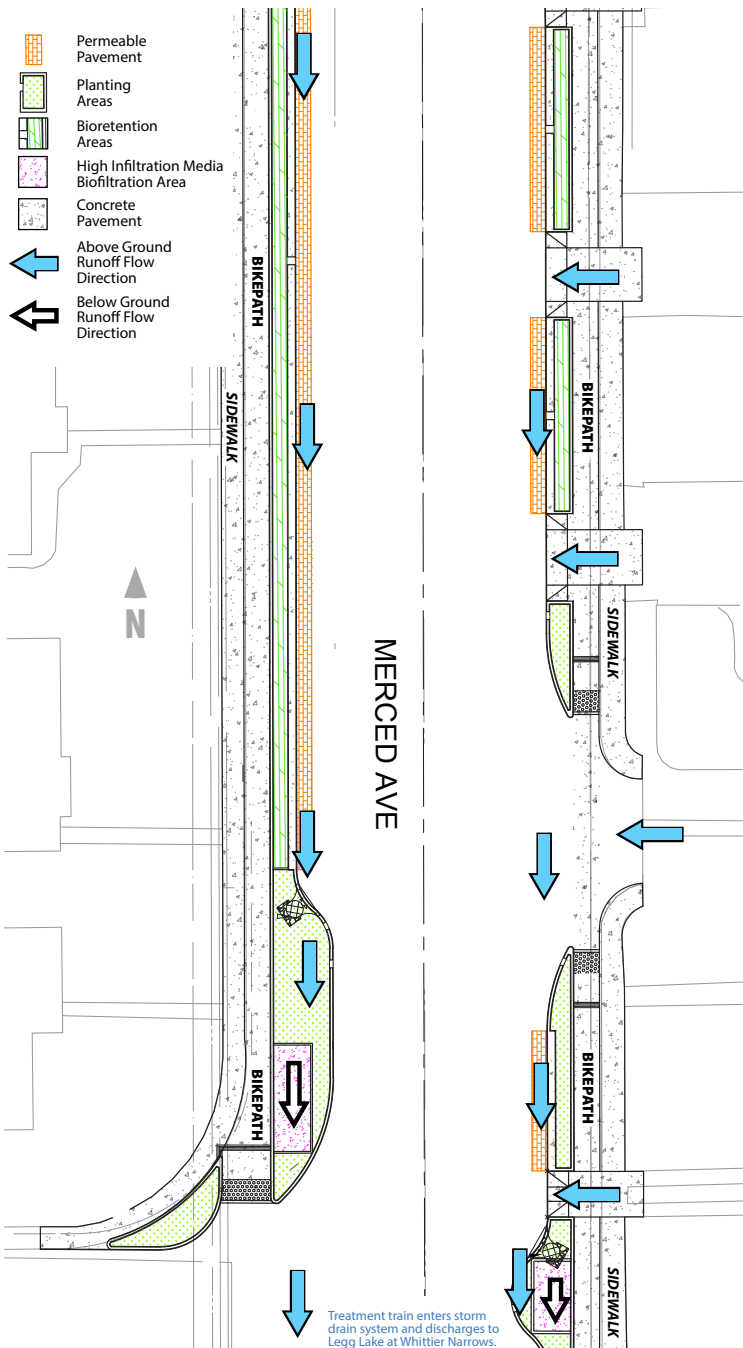 Permeable
Pavement
Planting
Areas
Bioretention
Areas
High Infiltration Media
Biofiltration Area
Concrete
Pavement
Above Ground
Runoff Flow
Direction
Below Ground
Runoff Flow
Direction
BIKEPATH
SIDEWALK
N
MERCED AVE
BIKEPATH
SIDEWALK
BIKEPATH
BIKEPATH
SIDEWALK
Treatment train enters storm
drain system and discharges to
Legg Lake at Whittier Narrows.